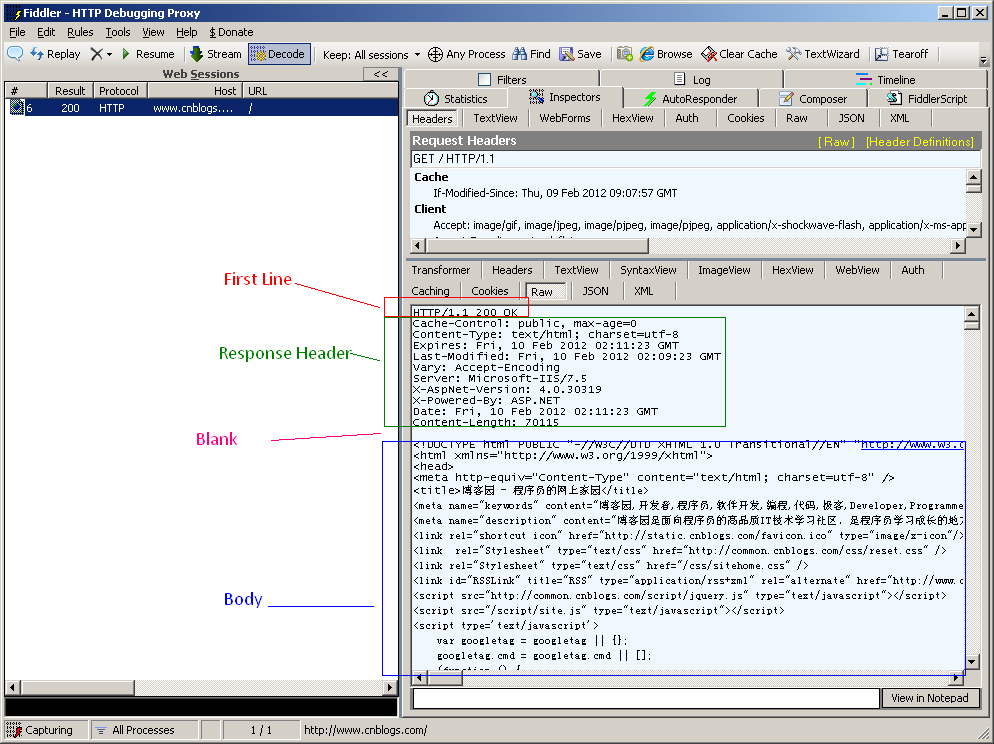 Fiddler - HTTP Debugging Proxy
File Edit Rules Tools View Help $ Donate
Replay Resume Stream Decode Keep: All sessions Any Process Find Save Browse Clear Cache TextWizard Tearoff
Web Sessions <<
# Result Protocol Host URL
6 200 HTTP www.cnblogs.... /
Filters Log Timeline
Statistics Inspectors AutoResponder Composer FiddlerScript
Headers TextView WebForms HexView Auth Cookies Raw JSON XML
Request Headers [ Raw ] [Header Definitions]
GET / HTTP/1.1
Cache
If-Modified-Since: Thu, 09 Feb 2012 09:07:57 GMT
Client
Accept: image/gif, image/jpeg, image/pjpeg, image/pjpeg, application/x-shockwave-flash, application/x-ms-app
Transformer Headers TextView SyntaxView ImageView HexView WebView Auth
Caching Cookies Raw JSON XML
First Line
HTTP/1.1 200 OK
Cache-Control: public, max-age=0
Content-Type: text/html; charset=utf-8
Expires: Fri, 10 Feb 2012 02:11:23 GMT
Response Header
Last-Modified: Fri, 10 Feb 2012 02:09:23 GMT
Vary: Accept-Encoding
Server: Microsoft-IIS/7.5
X-AspNet-Version: 4.0.30319
X-Powered-By: ASP.NET
Date: Fri, 10 Feb 2012 02:11:23 GMT
Content-Length: 70115
Blank
<!DOCTYPE html PUBLIC "-//W3C//DTD XHTML 1.0 Transitional//EN" "http://www.w3.c
<html xmlns="http://www.w3.org/1999/xhtml">
<head>
<meta http-equiv="Content-Type" content="text/html; charset=utf-8" />
<title>博客园 - 程序员的网上家园</title>
<meta name="keywords" content="博客园,开发者,程序员,软件开发,编程,代码,极客,Developer,Programme
<meta name="description" content="博客园是面向程序员的高品质IT技术学习社区，是程序员学习成长的地
<link rel="shortcut icon" href="http://static.cnblogs.com/favicon.ico" type="image/x-icon"/>
<link  rel="Stylesheet" type="text/css" href="http://common.cnblogs.com/css/reset.css" />
<link rel="Stylesheet" type="text/css" href="/css/sitehome.css" />
<link id="RSSLink" title="RSS" type="application/rss+xml" rel="alternate" href="http://www.c
<script src="http://common.cnblogs.com/script/jquery.js" type="text/javascript"></script>
Body
<script src="/script/site.js" type="text/javascript"></script>
<script type='text/javascript'>
var googletag = googletag || {};
googletag.cmd = googletag.cmd || [];
(function () {
View in Notepad
Capturing All Processes 1 / 1 http://www.cnblogs.com/